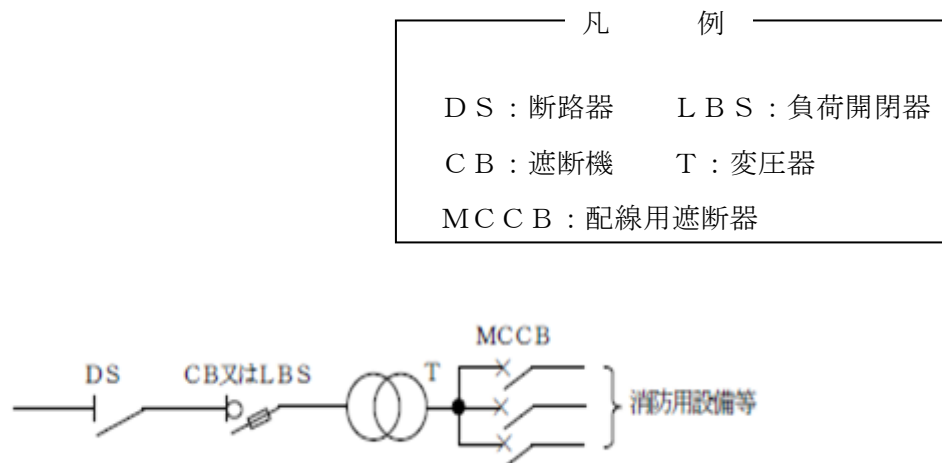 凡　　例
ＤＳ：断路器　　ＬＢＳ：負荷開閉器
ＣＢ：遮断機　　Ｔ：変圧器
ＭＣＣＢ：配線用遮断器
MCCB
DS　　CB又はLBS　　T
消防用設備等